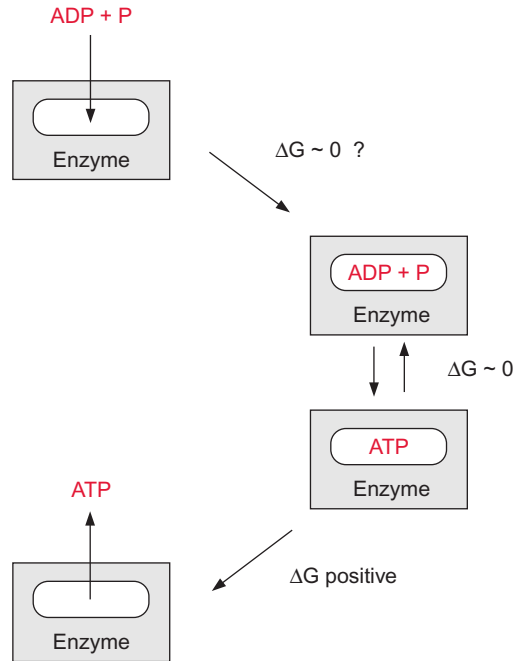 ADP + P
Enzyme
ΔG ~ 0 ?
ADP + P
Enzyme
ΔG ~ 0
ATP
Enzyme
ATP
ΔG positive
Enzyme